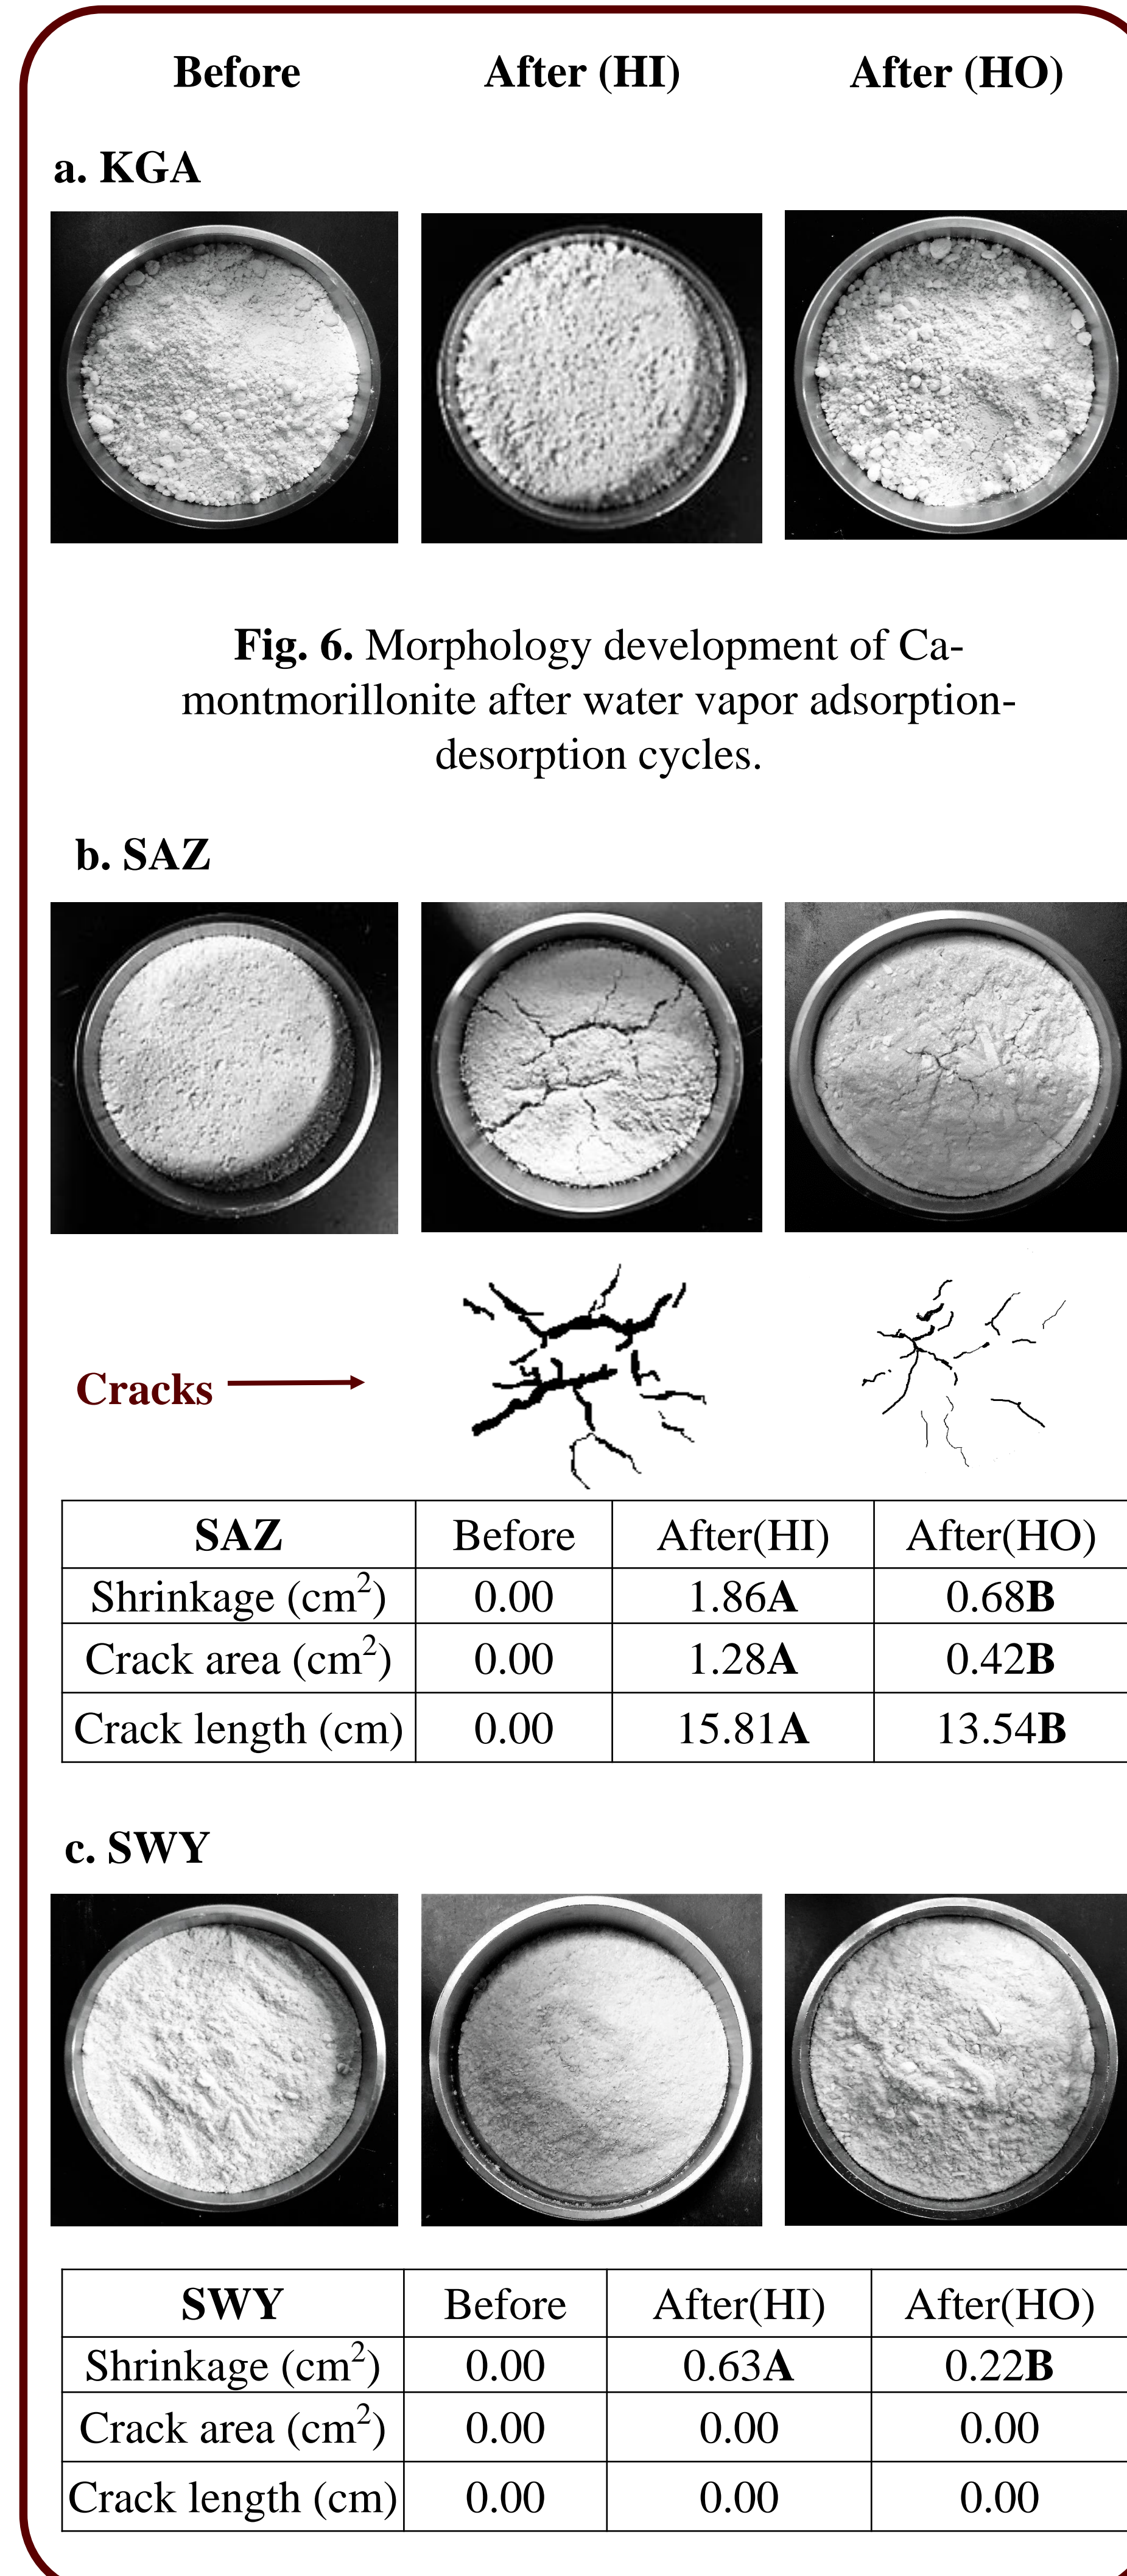 Before After (HI) After (HO)
a. KGA
Fig. 6. Morphology development of Ca-
montmorillonite after water vapor adsorption-
desorption cycles.
b. SAZ
Cracks
SAZ Before After(HI) After(HO)
Shrinkage (cm²) 0.00 1.86A 0.68B
Crack area (cm²) 0.00 1.28A 0.42B
Crack length (cm) 0.00 15.81A 13.54B
c. SWY
SWY Before After(HI) After(HO)
Shrinkage (cm²) 0.00 0.63A 0.22B
Crack area (cm²) 0.00 0.00 0.00
Crack length (cm) 0.00 0.00 0.00